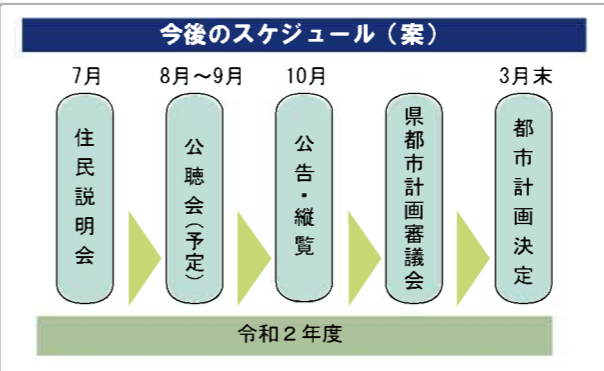 今後のスケジュール（案）
7月
8月～9月
10月
3月末
住民説明会
公聴会（予定）
公告・縦覧
県都市計画審議会
都市計画決定
令和２年度